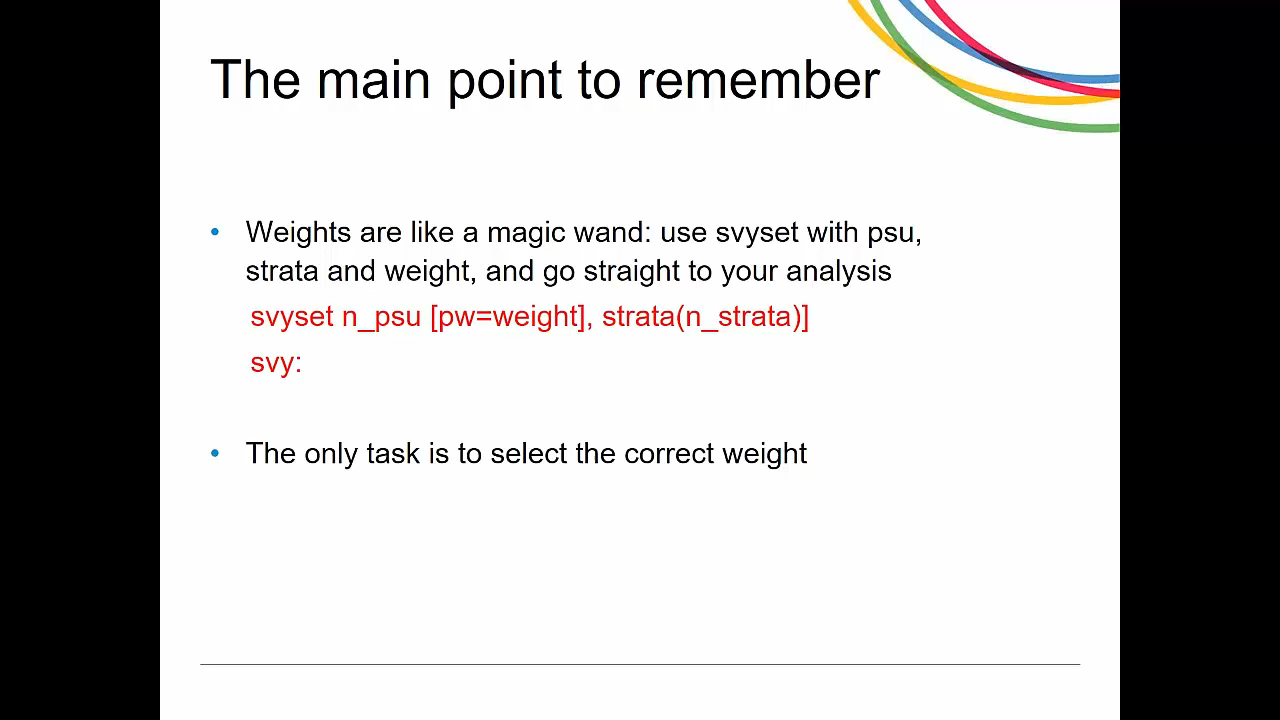 The main point to remember
• Weights are like a magic wand: use svyset with psu,
strata and weight, and go straight to your analysis
svyset n_psu [pw=weight], strata(n_strata)]
svy:
• The only task is to select the correct weight